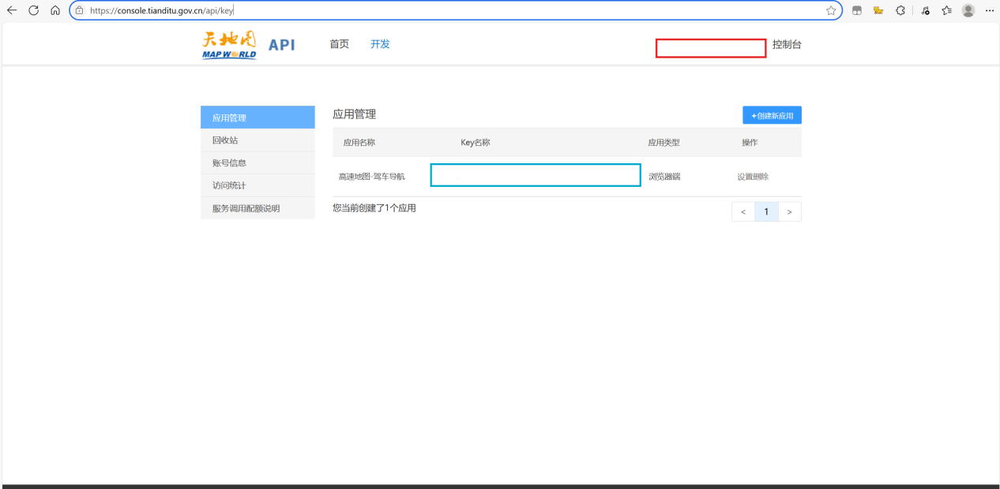 https://console.tianditu.gov.cn/api/key
天地图 API 首页 开发 控制台
MAP WORLD
应用管理
回收站
账号信息
访问统计
服务调用配额说明
应用管理 +创建新应用
应用名称 Key名称 应用类型 操作
高速地图-驾车导航 浏览器端 设置删除
您当前创建了1个应用 < 1 >